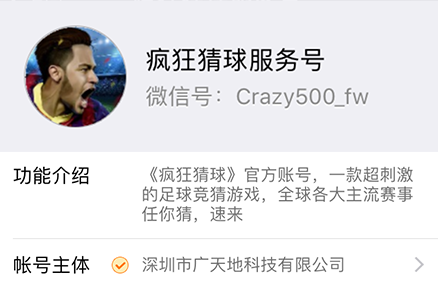 疯狂猜球服务号
微信号：Crazy500_fw
功能介绍
《疯狂猜球》官方账号，一款超刺激
的足球竞猜游戏，全球各大主流赛事
任你猜，速来
帐号主体
深圳市广天地科技有限公司